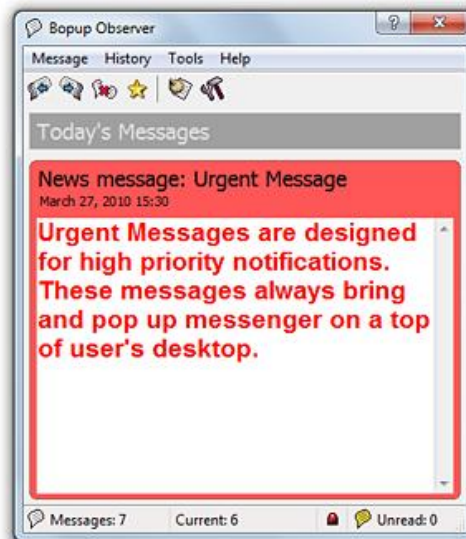 Bopup Observer
Message History Tools Help
Today's Messages
News message: Urgent Message
March 27, 2010 15:30
Urgent Messages are designed
for high priority notifications.
These messages always bring
and pop up messenger on a top
of user's desktop.
Messages: 7 Current: 6 Unread: 0